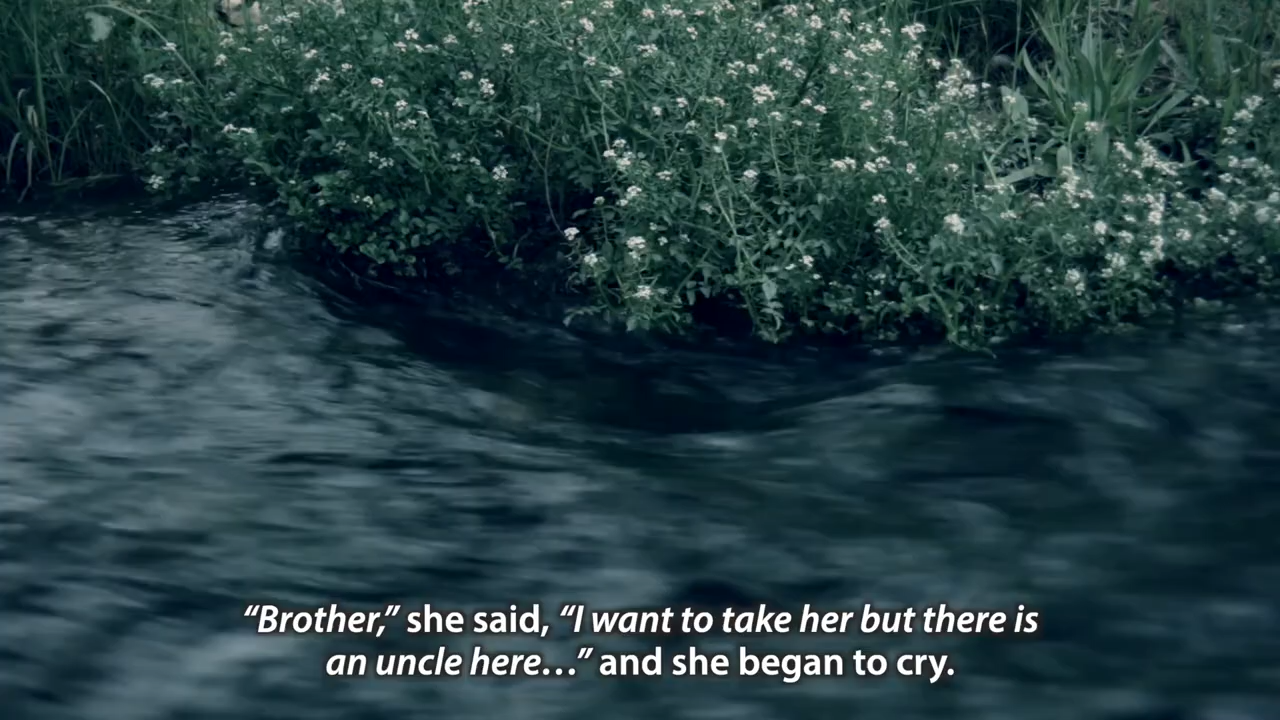 “Brother,” she said, “I want to take her but there is
an uncle here…” and she began to cry.